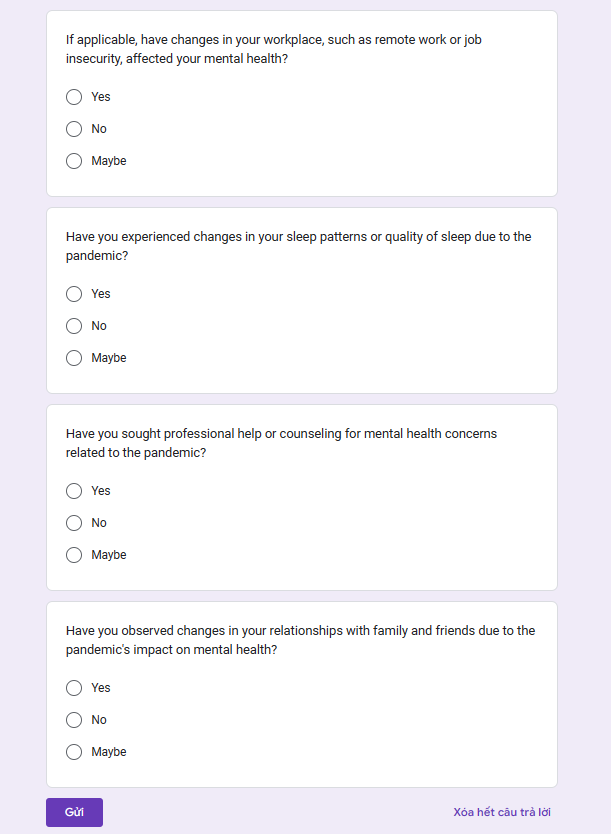 If applicable, have changes in your workplace, such as remote work or job
insecurity, affected your mental health?
Yes
No
Maybe
Have you experienced changes in your sleep patterns or quality of sleep due to the
pandemic?
Yes
No
Maybe
Have you sought professional help or counseling for mental health concerns
related to the pandemic?
Yes
No
Maybe
Have you observed changes in your relationships with family and friends due to the
pandemic's impact on mental health?
Yes
No
Maybe
Gửi
Xóa hết câu trả lời